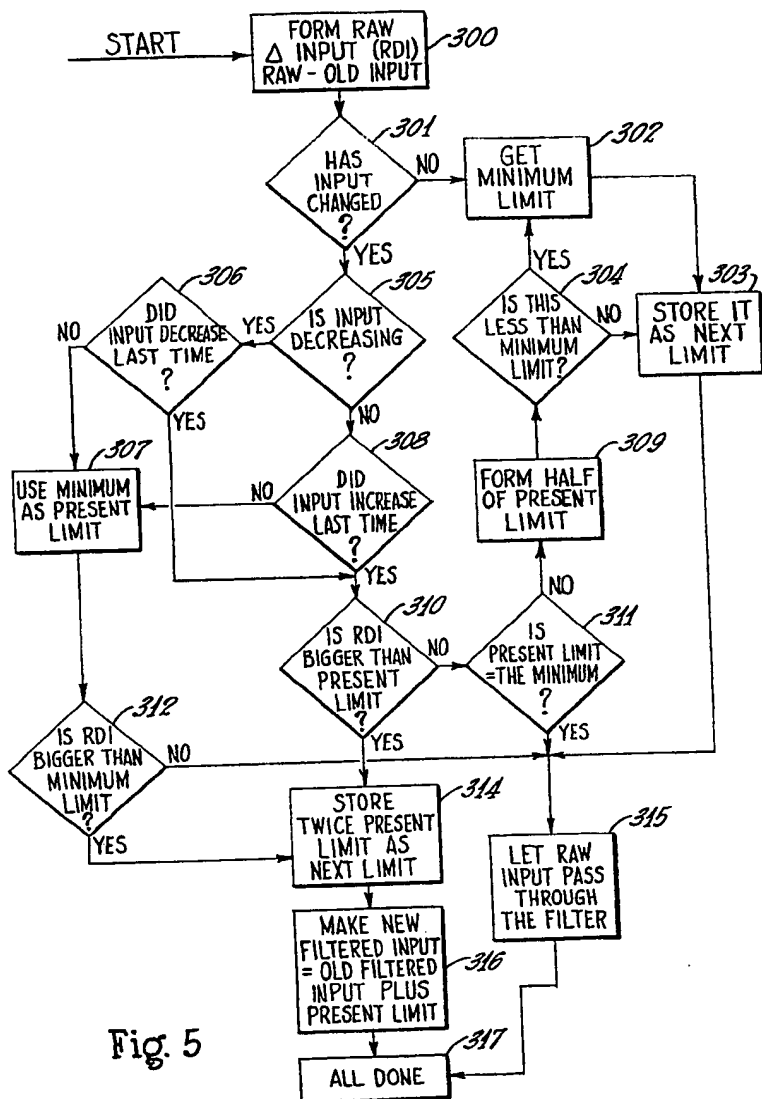 START
FORM RAW
Δ INPUT (RDI)
RAW - OLD INPUT
300
301
HAS
INPUT
CHANGED
?
NO
YES
302
GET
MINIMUM
LIMIT
303
STORE IT
AS NEXT
LIMIT
304
IS THIS
LESS THAN
MINIMUM
LIMIT?
YES
NO
305
IS INPUT
DECREASING
?
YES
NO
306
DID
INPUT DECREASE
LAST TIME
?
NO
YES
307
USE MINIMUM
AS PRESENT
LIMIT
308
DID
INPUT INCREASE
LAST TIME
?
NO
YES
309
FORM HALF
OF PRESENT
LIMIT
310
IS RDI
BIGGER THAN
PRESENT
LIMIT
?
NO
YES
311
IS
PRESENT LIMIT
=THE MINIMUM
?
NO
YES
312
IS RDI
BIGGER THAN
MINIMUM
LIMIT
?
NO
YES
314
STORE
TWICE PRESENT
LIMIT AS
NEXT LIMIT
315
LET RAW
INPUT PASS
THROUGH
THE FILTER
316
MAKE NEW
FILTERED INPUT
= OLD FILTERED
INPUT PLUS
PRESENT LIMIT
317
ALL DONE
Fig. 5